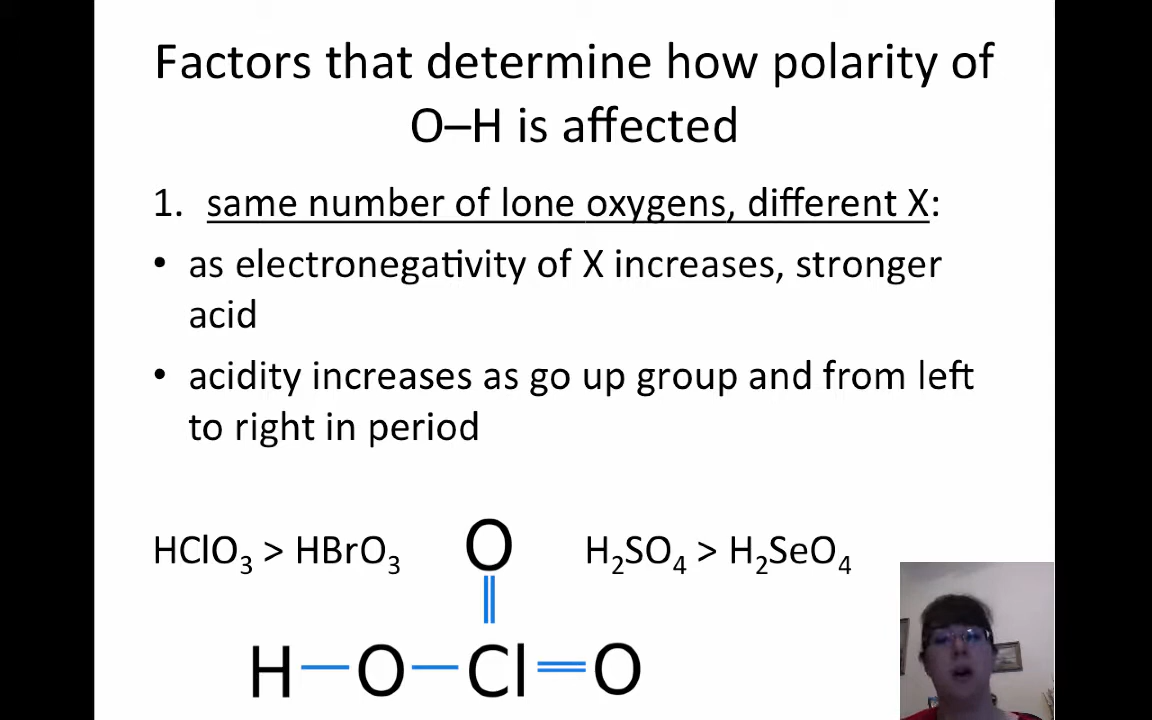 Factors that determine how polarity of
O–H is affected
1. same number of lone oxygens, different X:
• as electronegativity of X increases, stronger
acid
• acidity increases as go up group and from left
to right in period
HClO₃ > HBrO₃
H₂SO₄ > H₂SeO₄
O
H–O–Cl=O